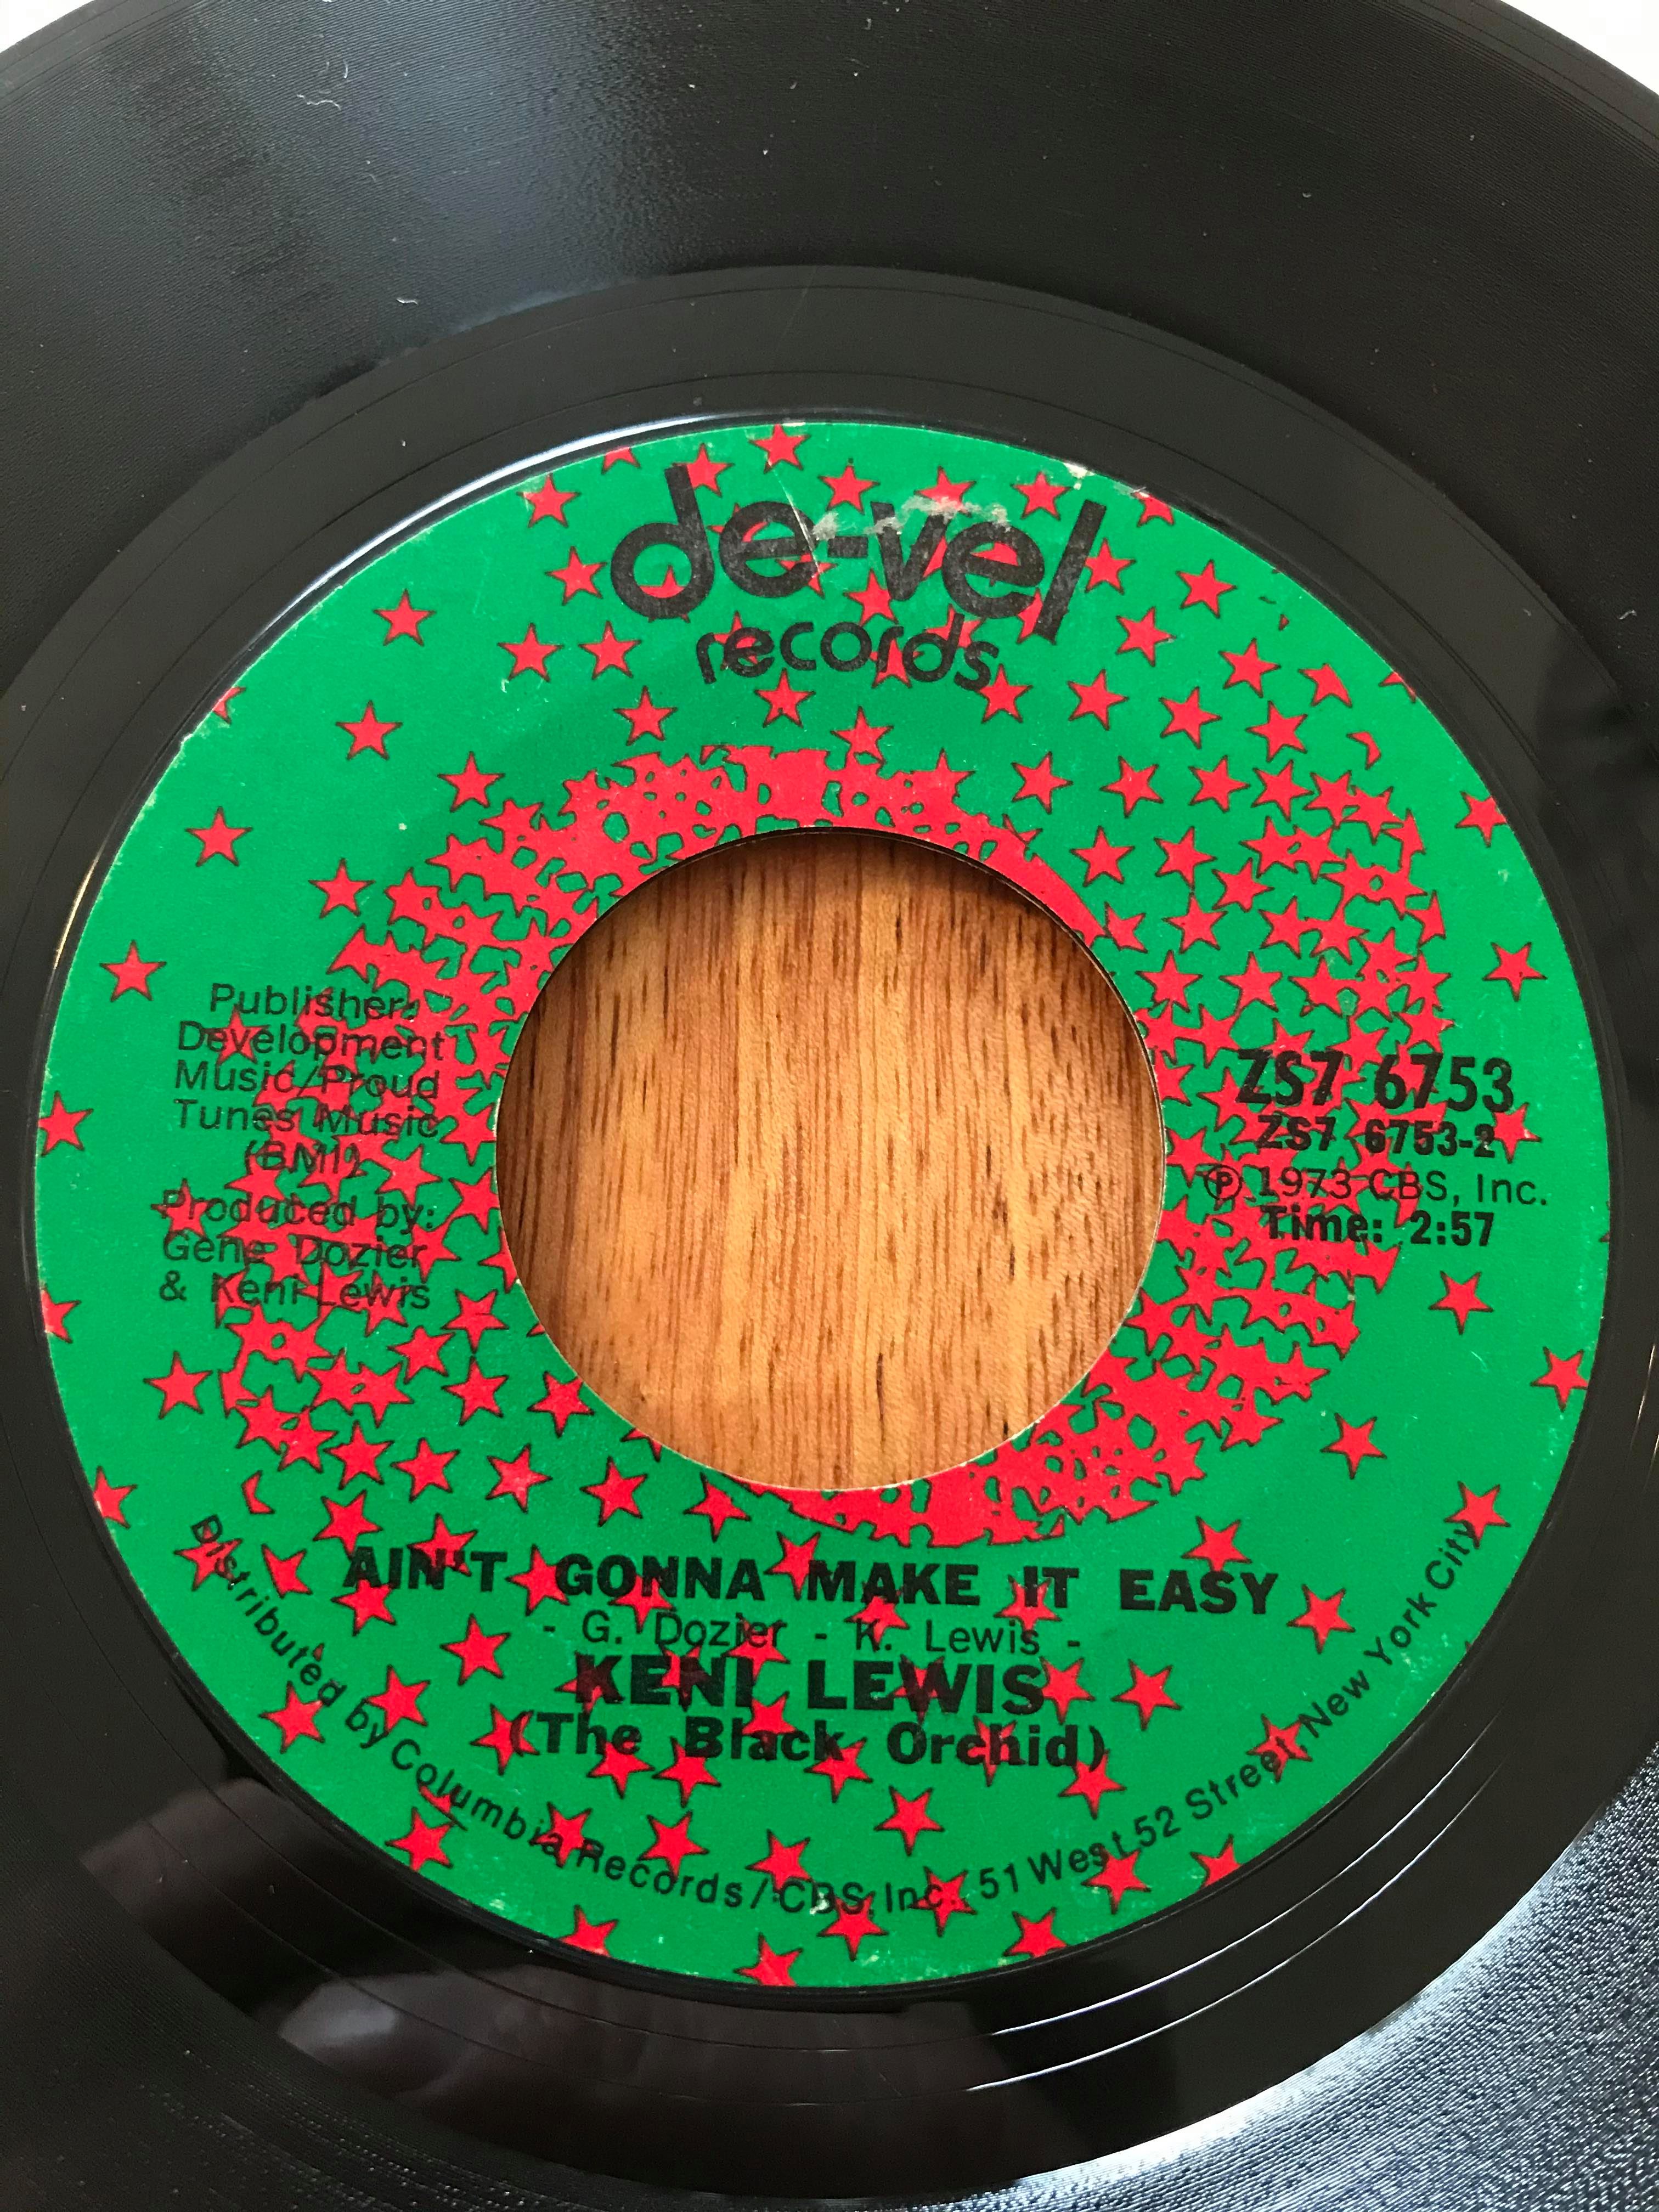 de-vel
records
Publisher:
Development
Music/Proud
Tunes Music
(BMI)
Produced by:
Gene Dozier
& Keni Lewis
ZS7 6753
ZS7 6753-2
Ⓟ 1973 CBS, Inc.
Time: 2:57
AIN'T GONNA MAKE IT EASY
- G. Dozier - K. Lewis -
KENI LEWIS
(The Black Orchid)
Distributed by Columbia Records/CBS, Inc., 51 West 52 Street, New York City